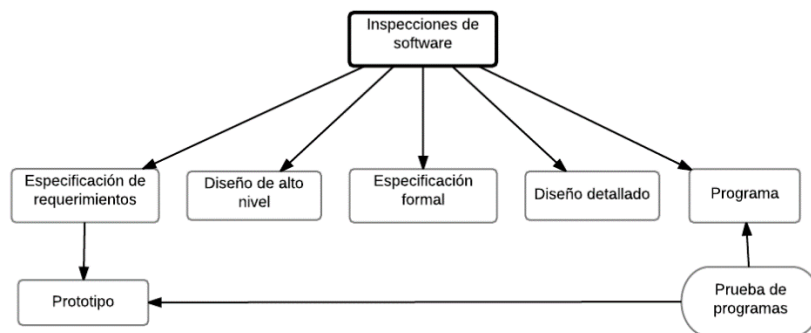 Inspecciones de
software
Especificación de
requerimientos
Diseño de alto
nivel
Especificación
formal
Diseño detallado
Programa
Prototipo
Prueba de
programas